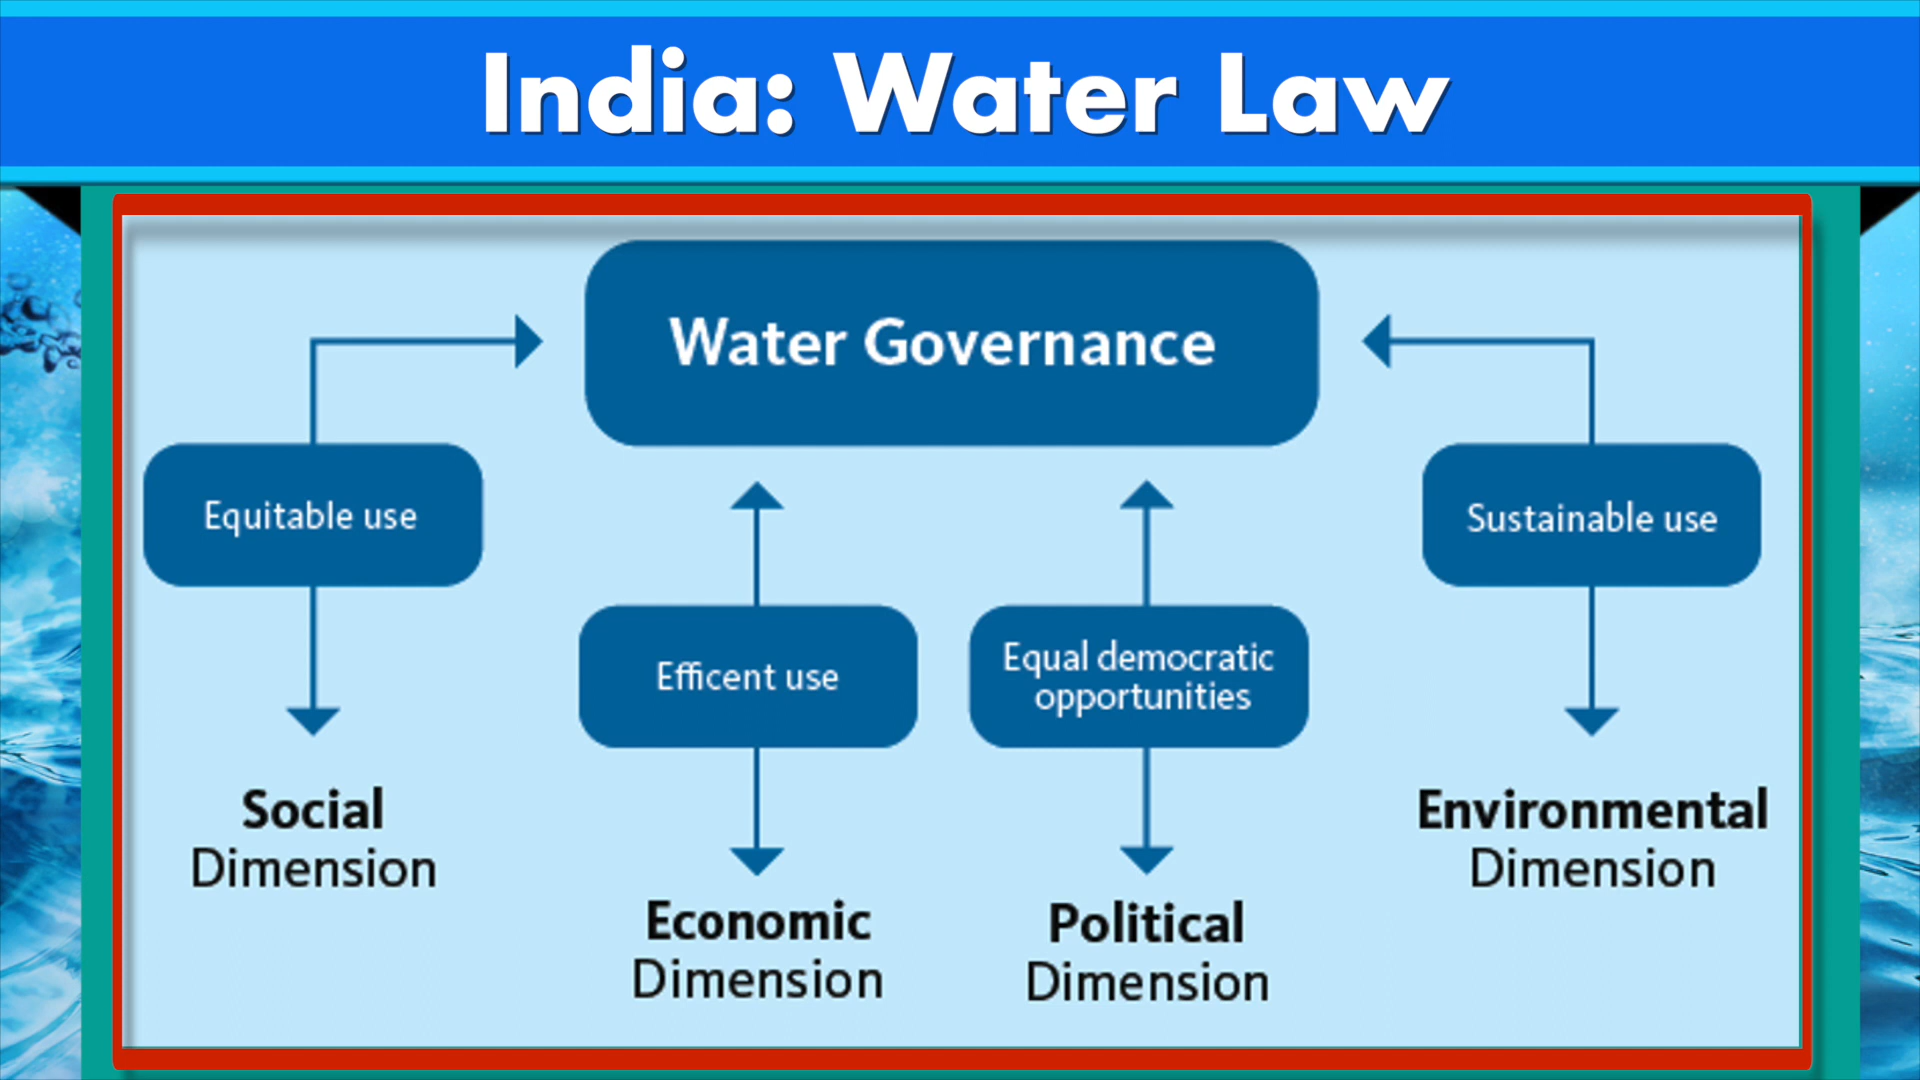 India: Water Law
Water Governance
Equitable use
Sustainable use
Efficent use
Equal democratic
opportunities
Social
Dimension
Economic
Dimension
Political
Dimension
Environmental
Dimension